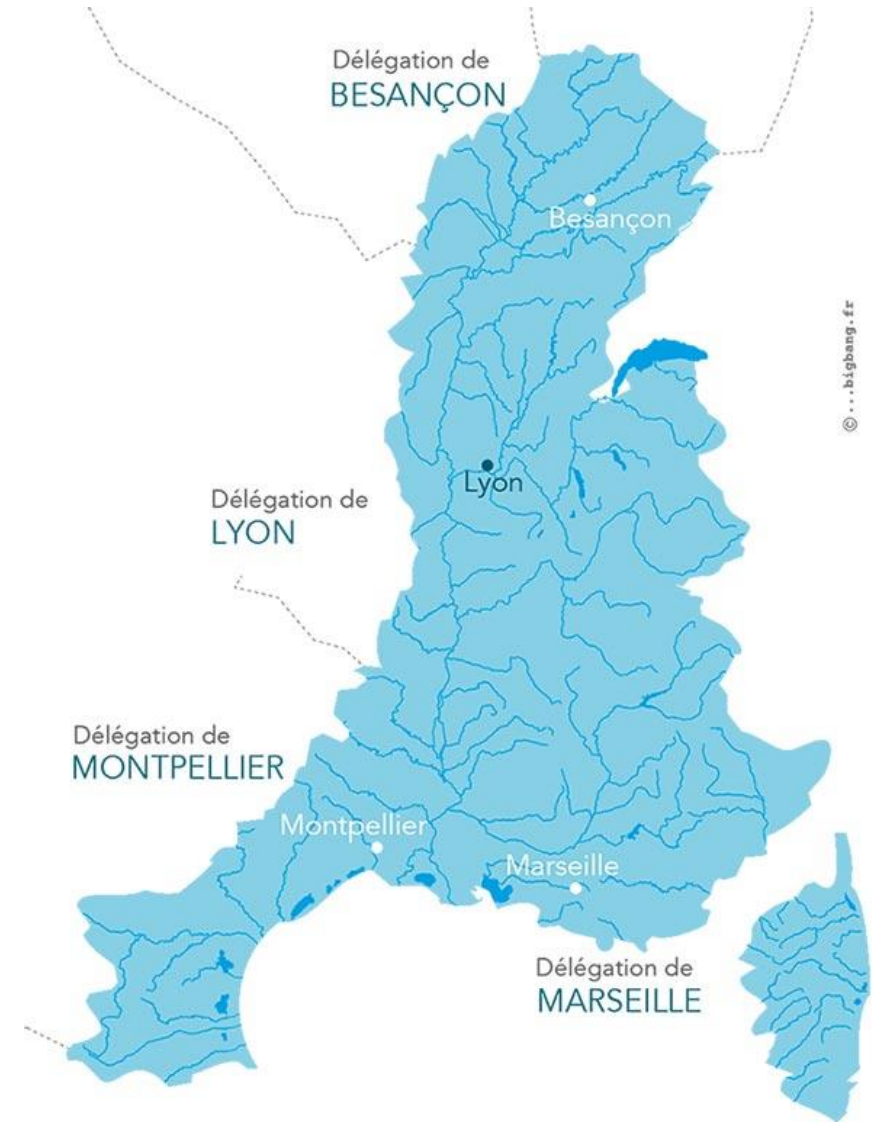 Délégation de
BESANÇON
Besançon
© ...bigbang.fr
Lyon
Délégation de
LYON
Délégation de
MONTPELLIER
Montpellier
Marseille
Délégation de
MARSEILLE